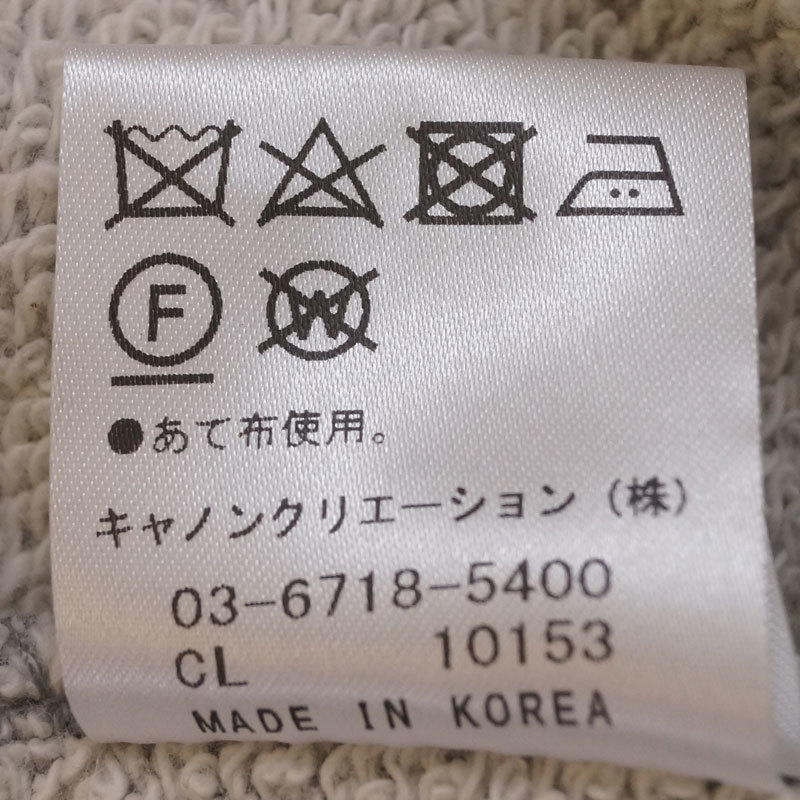 F W
●あて布使用。
キャノンクリエーション（株）
03-6718-5400
CL 10153
MADE IN KOREA